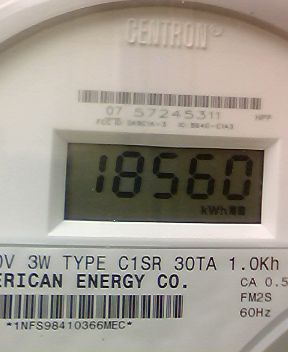 CENTRON®
07 57245311
HPP
18560
kWh
0V 3W TYPE C1SR 30TA 1.0Kh
ERICAN ENERGY CO.
CA 0.5
FM2S
60Hz
*1NFS98410366MEC*